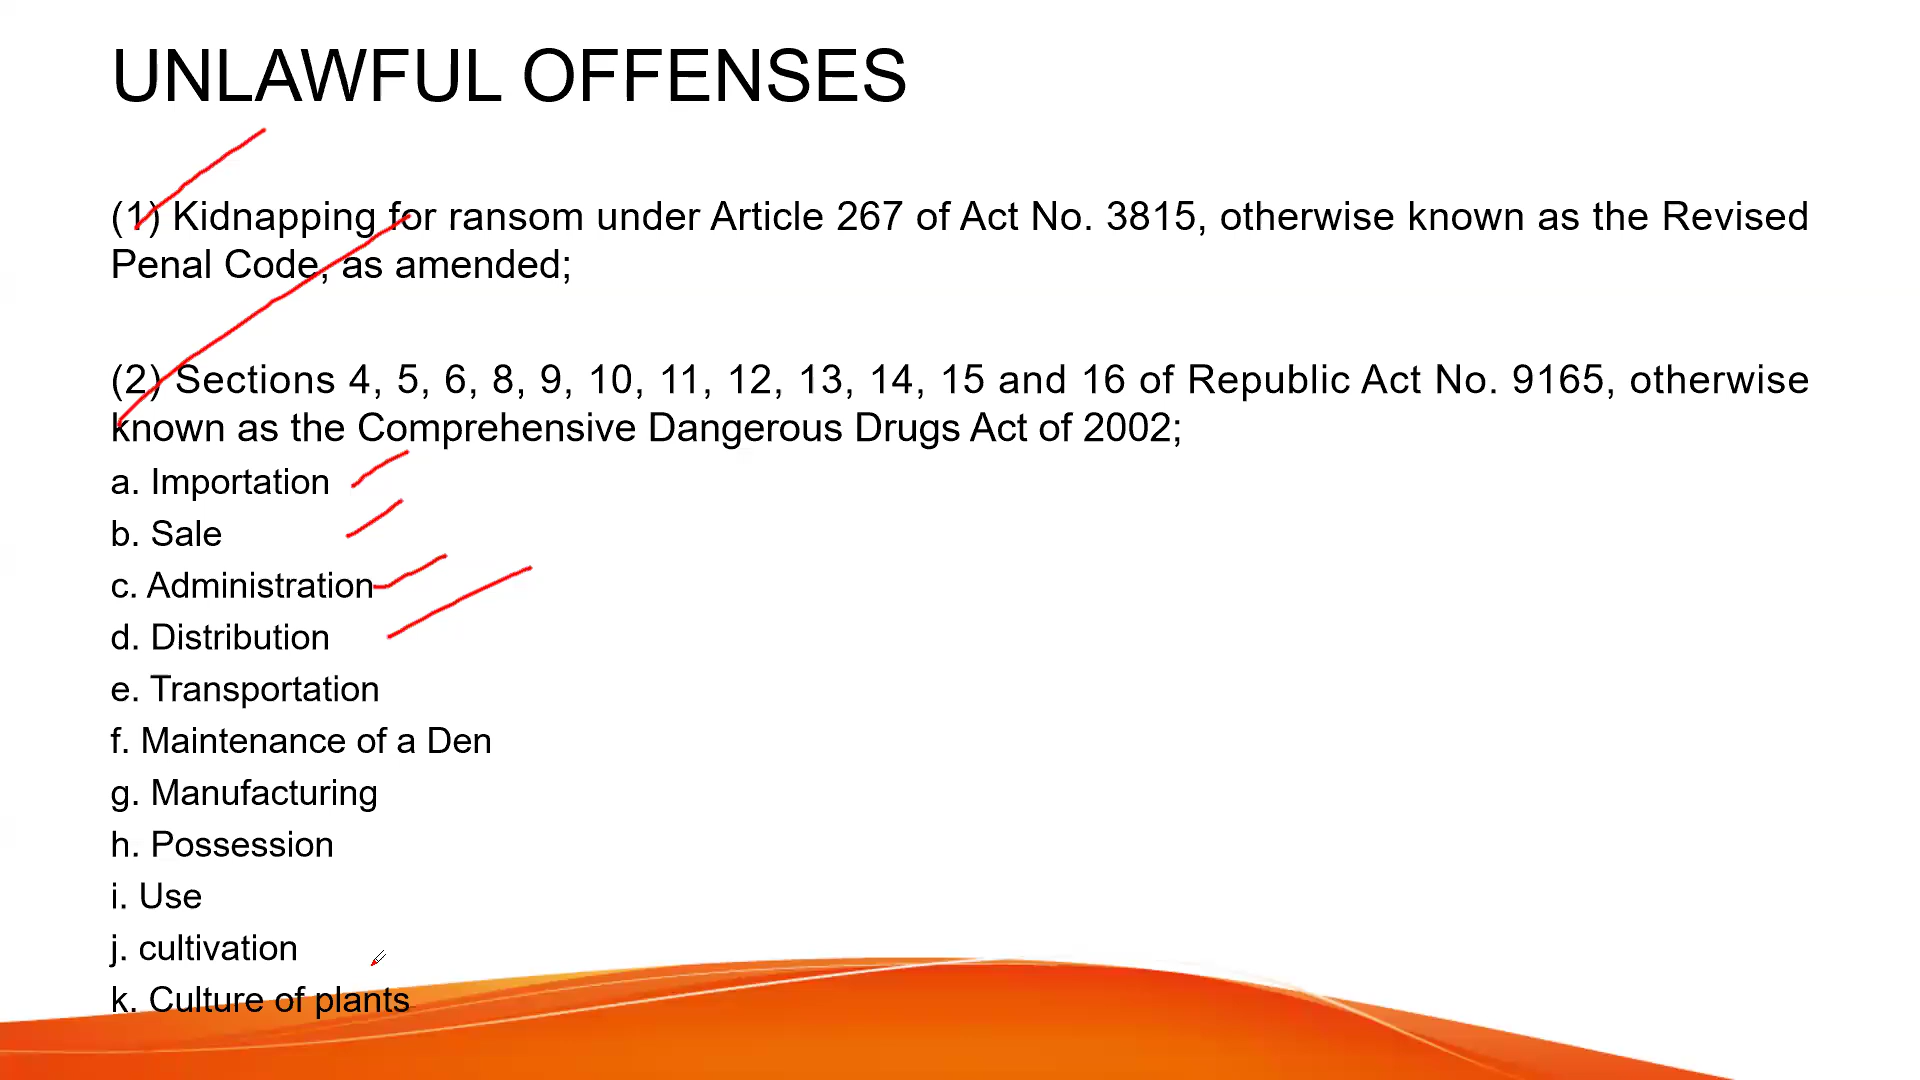 UNLAWFUL OFFENSES
(1) Kidnapping for ransom under Article 267 of Act No. 3815, otherwise known as the Revised
Penal Code, as amended;
(2) Sections 4, 5, 6, 8, 9, 10, 11, 12, 13, 14, 15 and 16 of Republic Act No. 9165, otherwise
known as the Comprehensive Dangerous Drugs Act of 2002;
a. Importation
b. Sale
c. Administration
d. Distribution
e. Transportation
f. Maintenance of a Den
g. Manufacturing
h. Possession
i. Use
j. cultivation
k. Culture of plants